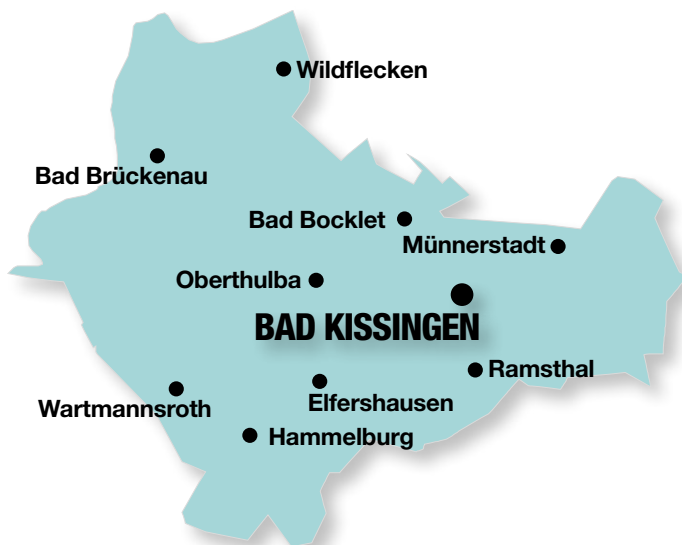 Wildflecken
Bad Brückenau
Bad Bocklet
Münnerstadt
Oberthulba
BAD KISSINGEN
Ramsthal
Elfershausen
Wartmannsroth
Hammelburg